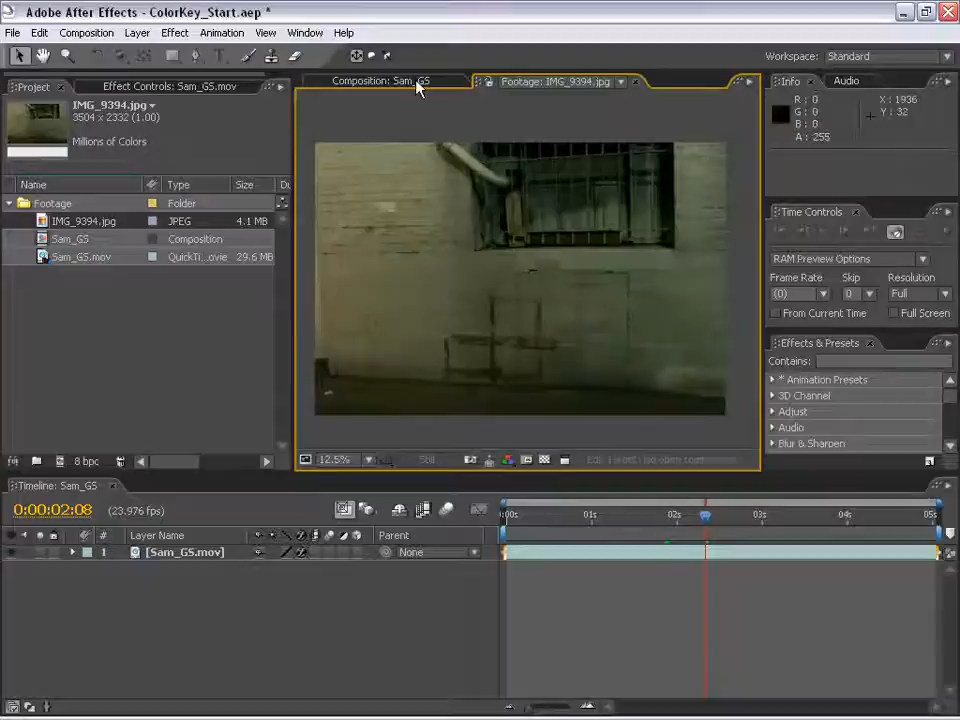 Adobe After Effects - ColorKey_Start.aep *
File Edit Composition Layer Effect Animation View Window Help
Workspace: Standard
Project Effect Controls: Sam_GS.mov
Composition: Sam_GS
Footage: IMG_9394.jpg
Info Audio
IMG_9394.jpg
3504 x 2332 (1.00)
Millions of Colors
R: 0
G: 0
B: 0
A: 255
X: 1936
Y: 32
Name Type Size Du
Footage Folder
IMG_9394.jpg JPEG 4.1 MB
Sam_GS Composition
Sam_GS.mov QuickTi...ovie 29.6 MB
Time Controls
RAM Preview Options
Frame Rate Skip Resolution
(0) 0 Full
From Current Time Full Screen
Effects & Presets
Contains:
* Animation Presets
3D Channel
Adjust
Audio
Blur & Sharpen
8 bpc
12.5%
Timeline: Sam_GS
0:00:02:08 (23.976 fps)
:00s 01s 02s 03s 04s 05s
# Layer Name Parent
1 [Sam_GS.mov] None